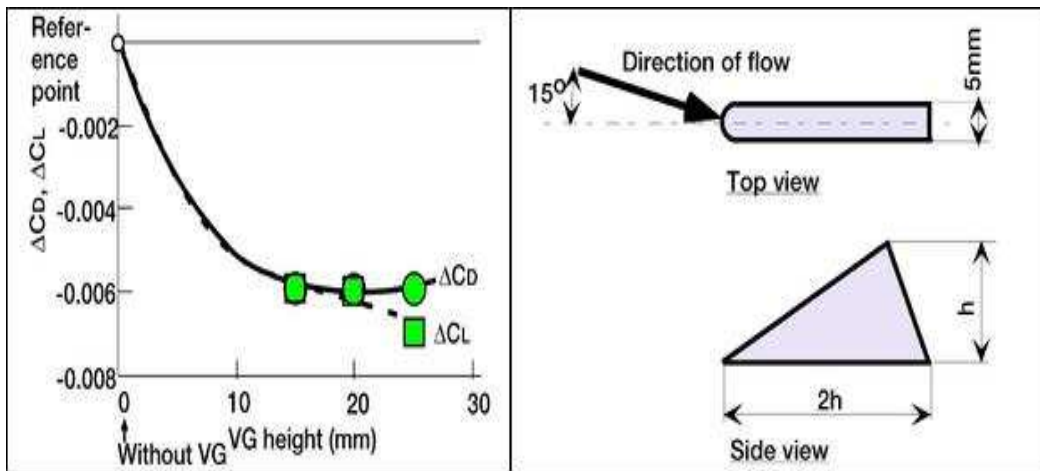 Refer-
ence
point
-0.002
-0.004
-0.006
-0.008
ΔCD, ΔCL
ΔCD
ΔCL
0 10 20 30
VG height (mm)
Without VG
Direction of flow
15º
5mm
Top view
h
2h
Side view